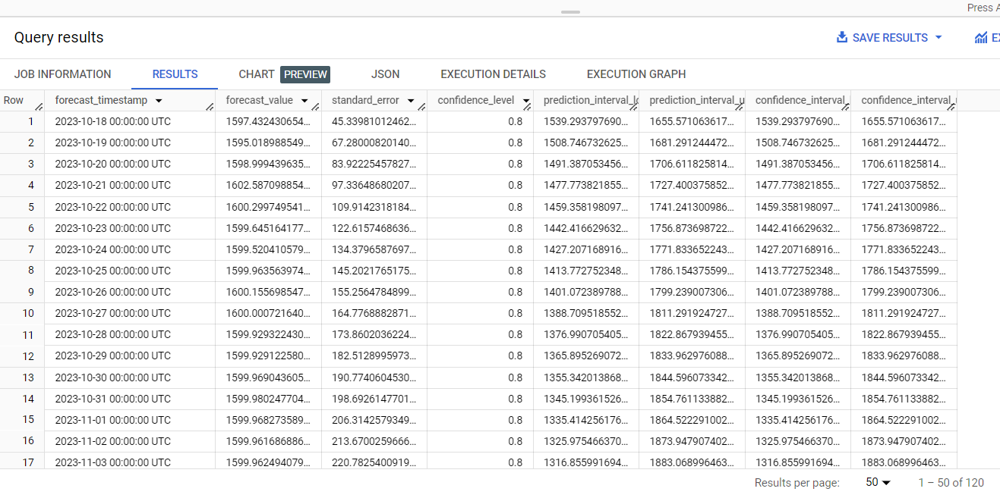 Press A
Query results
SAVE RESULTS EX
JOB INFORMATION RESULTS CHART PREVIEW JSON EXECUTION DETAILS EXECUTION GRAPH
Row forecast_timestamp forecast_value standard_error confidence_level prediction_interval_lo prediction_interval_u confidence_interval_ confidence_interval_u
1 2023-10-18 00:00:00 UTC 1597.432430654... 45.33981012462... 0.8 1539.293797690... 1655.571063617... 1539.293797690... 1655.571063617...
2 2023-10-19 00:00:00 UTC 1595.018988549... 67.28000820140... 0.8 1508.746732625... 1681.291244472... 1508.746732625... 1681.291244472...
3 2023-10-20 00:00:00 UTC 1598.999439635... 83.92225457827... 0.8 1491.387053456... 1706.611825814... 1491.387053456... 1706.611825814...
4 2023-10-21 00:00:00 UTC 1602.587098854... 97.33648680207... 0.8 1477.773821855... 1727.400375852... 1477.773821855... 1727.400375852...
5 2023-10-22 00:00:00 UTC 1600.299749541... 109.9142318184... 0.8 1459.358198097... 1741.241300986... 1459.358198097... 1741.241300986...
6 2023-10-23 00:00:00 UTC 1599.645164177... 122.6157468636... 0.8 1442.416629632... 1756.873698722... 1442.416629632... 1756.873698722...
7 2023-10-24 00:00:00 UTC 1599.520410579... 134.3796587697... 0.8 1427.207168916... 1771.833652243... 1427.207168916... 1771.833652243...
8 2023-10-25 00:00:00 UTC 1599.963563974... 145.2021765175... 0.8 1413.772752348... 1786.154375599... 1413.772752348... 1786.154375599...
9 2023-10-26 00:00:00 UTC 1600.155698547... 155.2564784899... 0.8 1401.072389788... 1799.239007306... 1401.072389788... 1799.239007306...
10 2023-10-27 00:00:00 UTC 1600.000721640... 164.7768882871... 0.8 1388.709518552... 1811.291924727... 1388.709518552... 1811.291924727...
11 2023-10-28 00:00:00 UTC 1599.929322430... 173.8602036224... 0.8 1376.990705405... 1822.867939455... 1376.990705405... 1822.867939455...
12 2023-10-29 00:00:00 UTC 1599.929122580... 182.5128995973... 0.8 1365.895269072... 1833.962976088... 1365.895269072... 1833.962976088...
13 2023-10-30 00:00:00 UTC 1599.969043605... 190.7740604530... 0.8 1355.342013868... 1844.596073342... 1355.342013868... 1844.596073342...
14 2023-10-31 00:00:00 UTC 1599.980247704... 198.6926147701... 0.8 1345.199361526... 1854.761133882... 1345.199361526... 1854.761133882...
15 2023-11-01 00:00:00 UTC 1599.968273589... 206.3142579349... 0.8 1335.414256176... 1864.522291002... 1335.414256176... 1864.522291002...
16 2023-11-02 00:00:00 UTC 1599.961686886... 213.6700259666... 0.8 1325.975466370... 1873.947907402... 1325.975466370... 1873.947907402...
17 2023-11-03 00:00:00 UTC 1599.962494079... 220.7825400919... 0.8 1316.855991694... 1883.068996463... 1316.855991694... 1883.068996463...
Results per page: 50 1 – 50 of 120